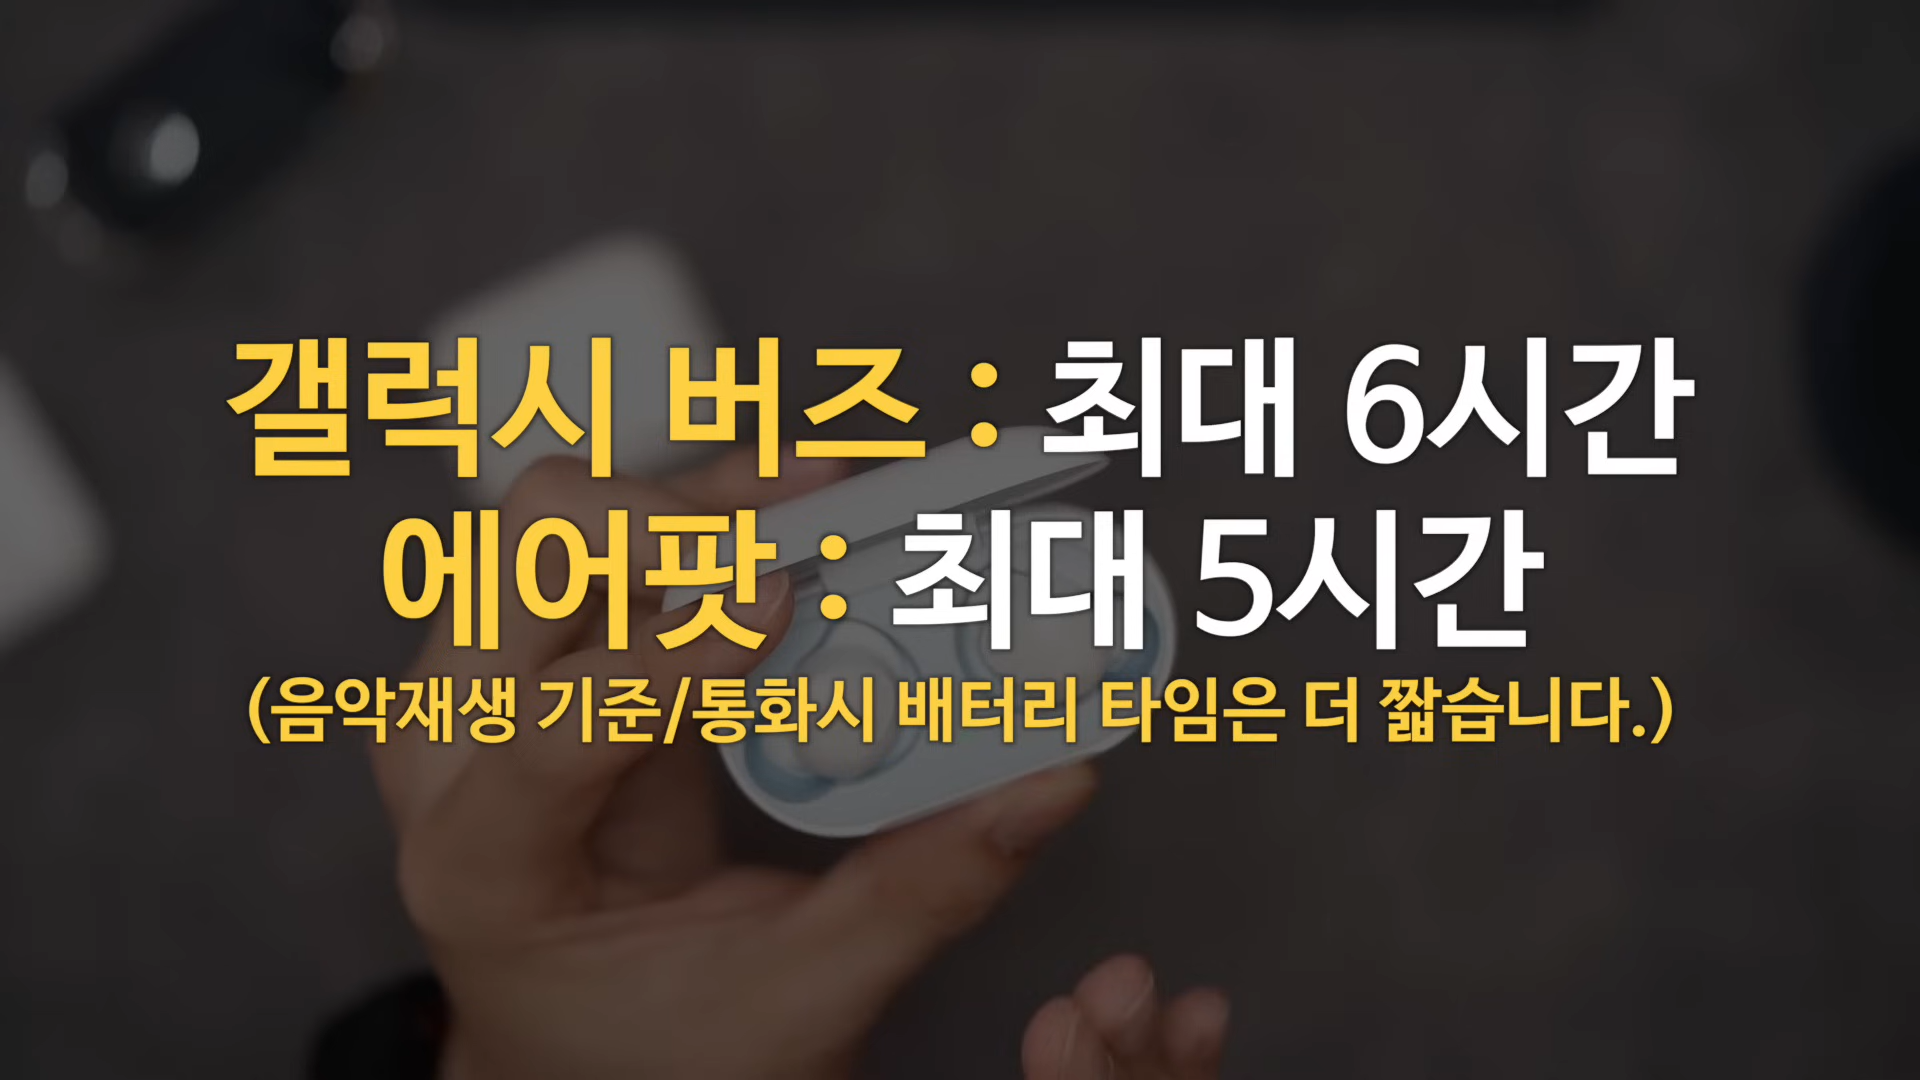 갤럭시 버즈 : 최대 6시간
에어팟 : 최대 5시간
(음악재생 기준/통화시 배터리 타임은 더 짧습니다.)